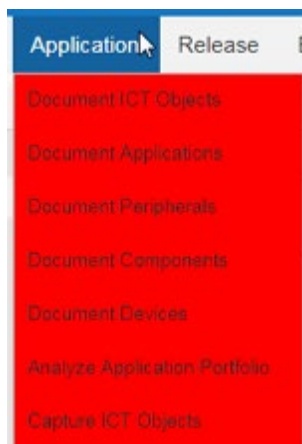 Application Release
Document ICT Objects
Document Applications
Document Peripherals
Document Components
Document Devices
Analyze Application Portfolio
Capture ICT Objects